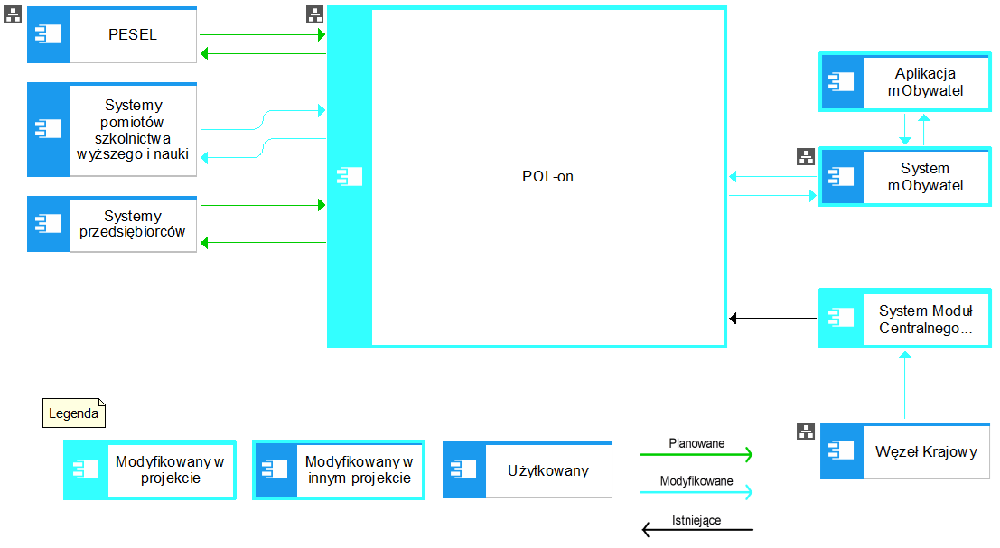 PESEL
Systemy
pomiotów
szkolnictwa
wyższego i nauki
Systemy
przedsiębiorców
POL-on
Aplikacja
mObywatel
System
mObywatel
System Moduł
Centralnego...
Węzeł Krajowy
Legenda
Modyfikowany w
projekcie
Modyfikowany w
innym projekcie
Użytkowany
Planowane
Modyfikowane
Istniejące